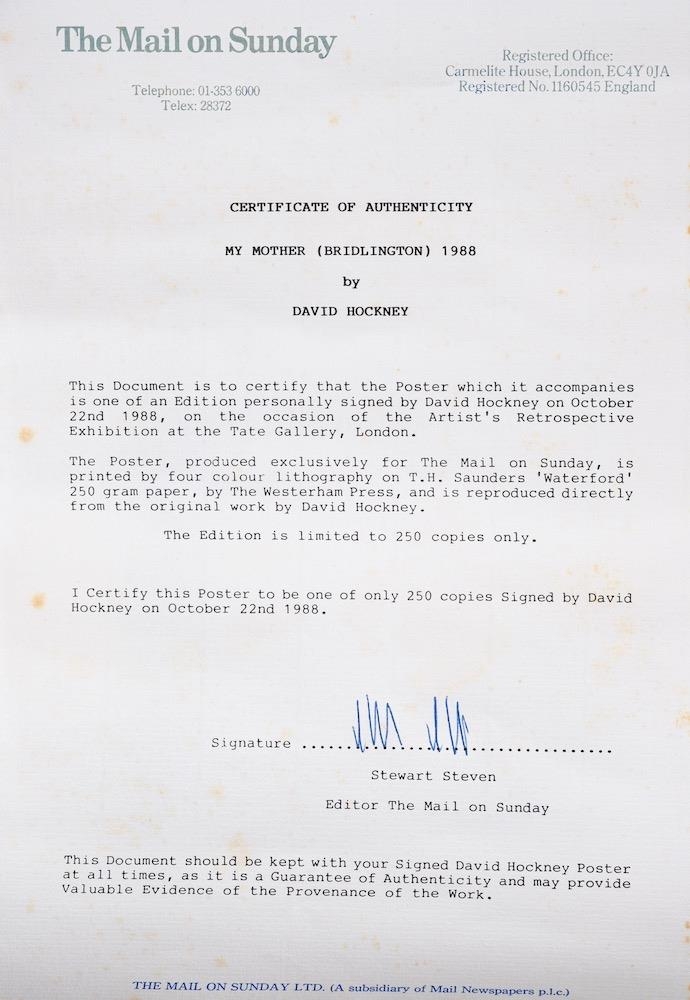 The Mail on Sunday
Registered Office:
Carmelite House, London, EC4Y 0JA
Registered No. 1160545 England
Telephone: 01-353 6000
Telex: 28372
CERTIFICATE OF AUTHENTICITY
MY MOTHER (BRIDLINGTON) 1988
by
DAVID HOCKNEY
This Document is to certify that the Poster which it accompanies
is one of an Edition personally signed by David Hockney on October
22nd 1988, on the occasion of the Artist's Retrospective
Exhibition at the Tate Gallery, London.
The Poster, produced exclusively for The Mail on Sunday, is
printed by four colour lithography on T.H. Saunders 'Waterford'
250 gram paper, by The Westerham Press, and is reproduced directly
from the original work by David Hockney.
The Edition is limited to 250 copies only.
I Certify this Poster to be one of only 250 copies Signed by David
Hockney on October 22nd 1988.
Signature ..................................
Stewart Steven
Editor The Mail on Sunday
This Document should be kept with your Signed David Hockney Poster
at all times, as it is a Guarantee of Authenticity and may provide
Valuable Evidence of the Provenance of the Work.
THE MAIL ON SUNDAY LTD. (A subsidiary of Mail Newspapers p.l.c.)